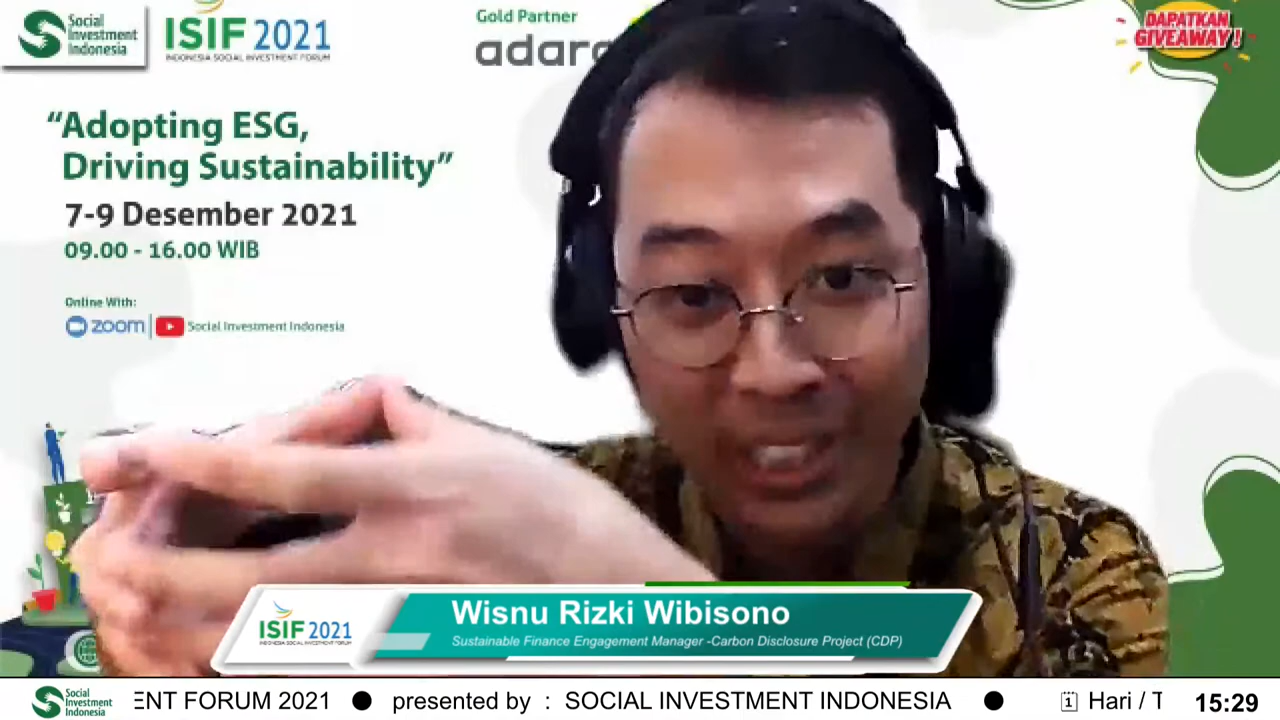 Social
Investment
Indonesia
ISIF 2021
INDONESIA SOCIAL INVESTMENT FORUM
Gold Partner
adaro
DAPATKAN
GIVEAWAY !
“Adopting ESG,
Driving Sustainability”
7-9 Desember 2021
09.00 - 16.00 WIB
Online With:
zoom
Social Investment Indonesia
ISIF 2021
INDONESIA SOCIAL INVESTMENT FORUM
Wisnu Rizki Wibisono
Sustainable Finance Engagement Manager -Carbon Disclosure Project (CDP)
Social
Investment
Indonesia
ENT FORUM 2021 ● presented by : SOCIAL INVESTMENT INDONESIA ● Hari / T
15:29